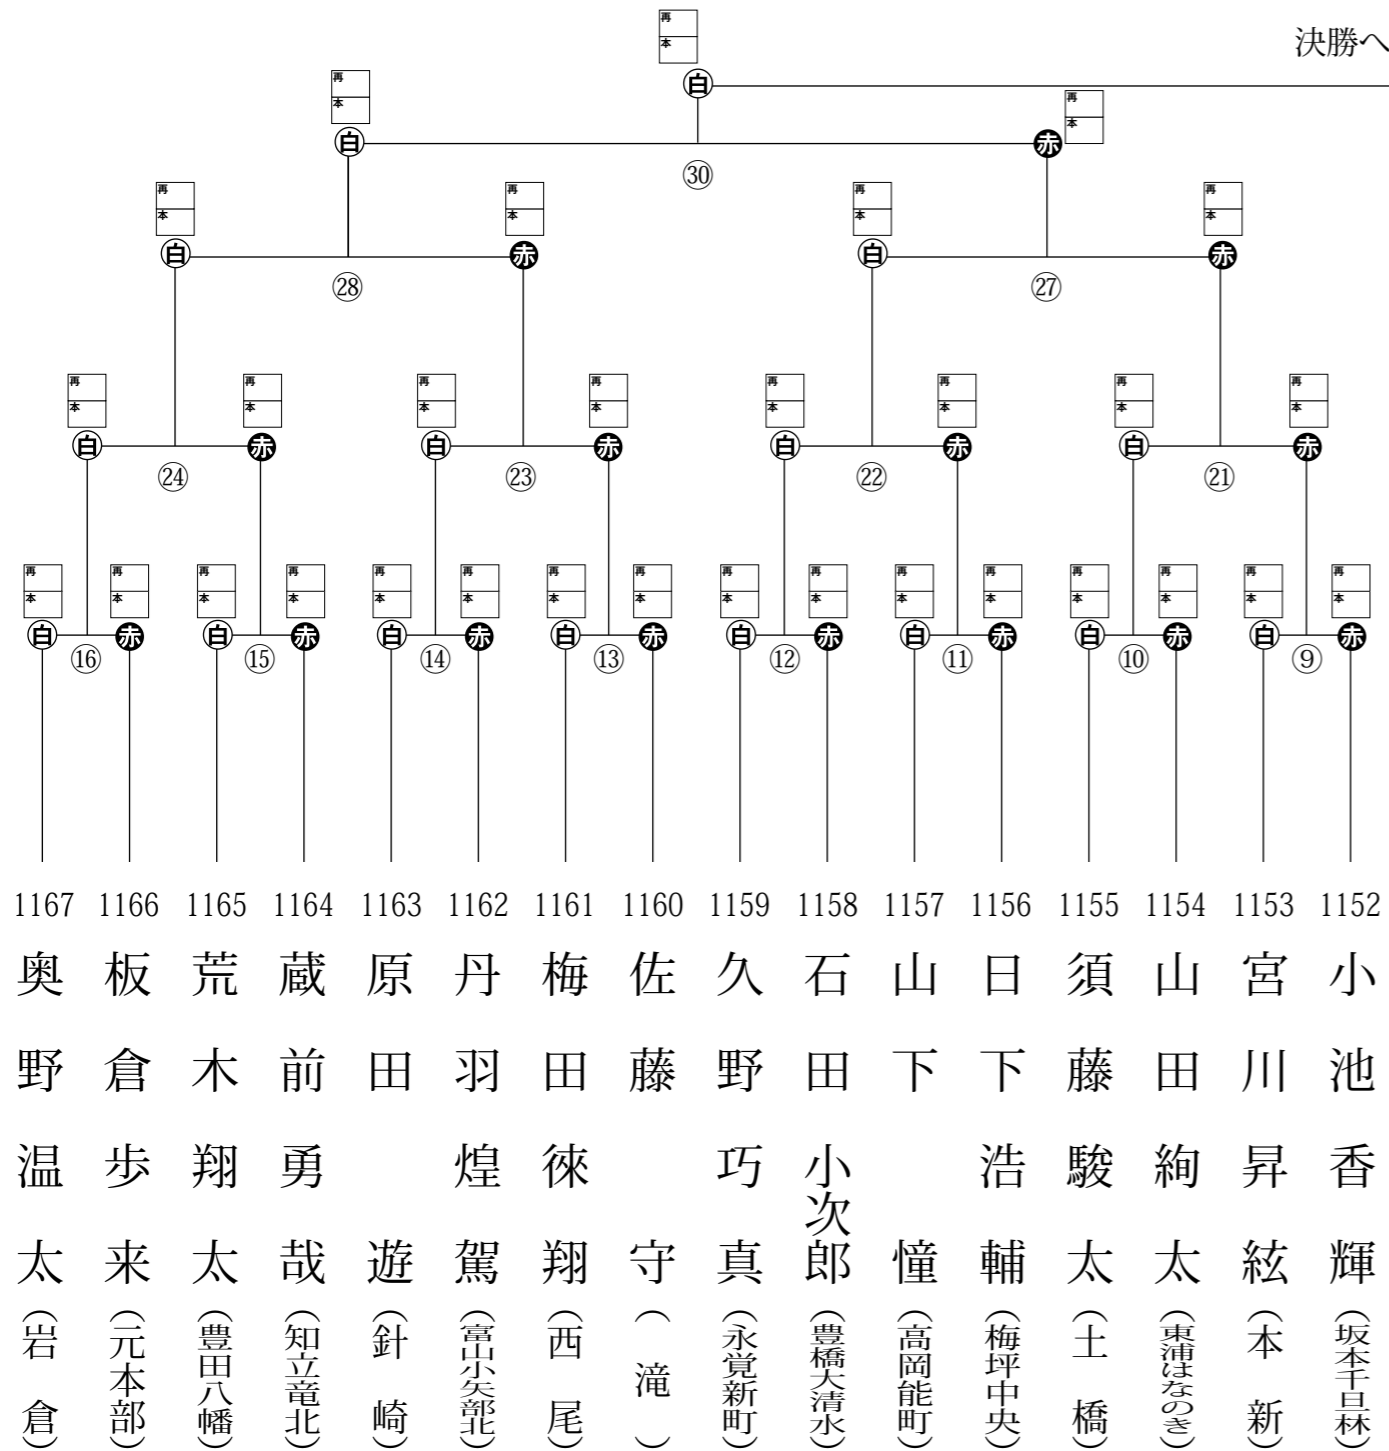 決勝へ
再
本
白
再
本
白
再
本
赤
㉚
再
本
白
再
本
赤
㉘
再
本
白
再
本
赤
㉗
再
本
白
再
本
赤
㉔
再
本
白
再
本
赤
㉓
再
本
白
再
本
赤
㉒
再
本
白
再
本
赤
㉑
再
本
白
再
本
赤
⑯
再
本
白
再
本
赤
⑮
再
本
白
再
本
赤
⑭
再
本
白
再
本
赤
⑬
再
本
白
再
本
赤
⑫
再
本
白
再
本
赤
⑪
再
本
白
再
本
赤
⑩
再
本
白
再
本
赤
⑨
1152 小池香輝(坂本千旦林)
1153 宮川昇絃(本新)
1154 山田絢太(東浦はなのき)
1155 須藤駿太(土橋)
1156 日下浩輔(梅坪中央)
1157 山下憧(高岡能町)
1158 石田小次郎(豊橋大清水)
1159 久野巧真(永覚新町)
1160 佐藤守(滝)
1161 梅田徠翔(西尾)
1162 丹羽煌駕(富山小矢部北)
1163 原田遊(針崎)
1164 蔵前勇哉(知立竜北)
1165 荒木翔太(豊田八幡)
1166 板倉歩来(元本部)
1167 奥野温太(岩倉)